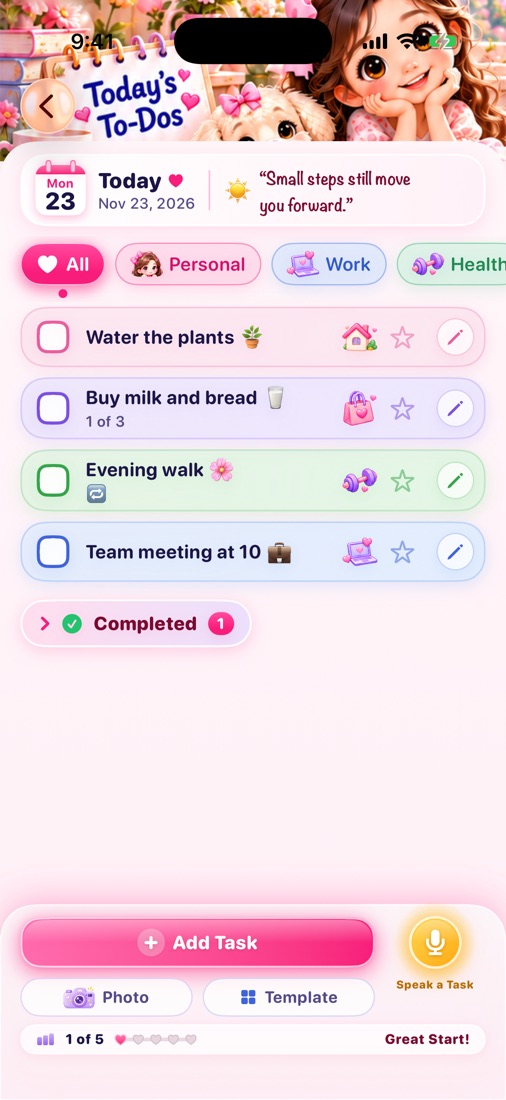 9:41
Today's
To-Dos
Mon
23
Today
Nov 23, 2026
“Small steps still move
you forward.”
All
Personal
Work
Health
Water the plants
Buy milk and bread
1 of 3
Evening walk
Team meeting at 10
Completed
1
Add Task
Speak a Task
Photo
Template
1 of 5
Great Start!